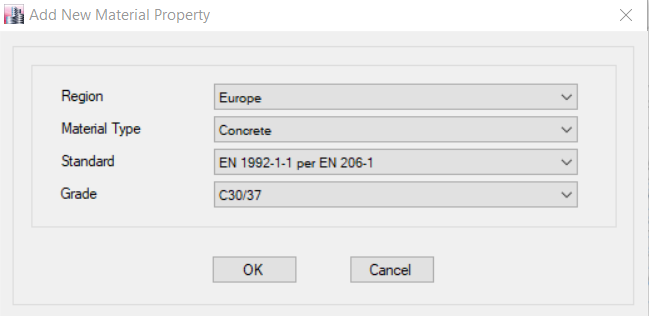 Add New Material Property
Region Europe
Material Type Concrete
Standard EN 1992-1-1 per EN 206-1
Grade C30/37
OK Cancel